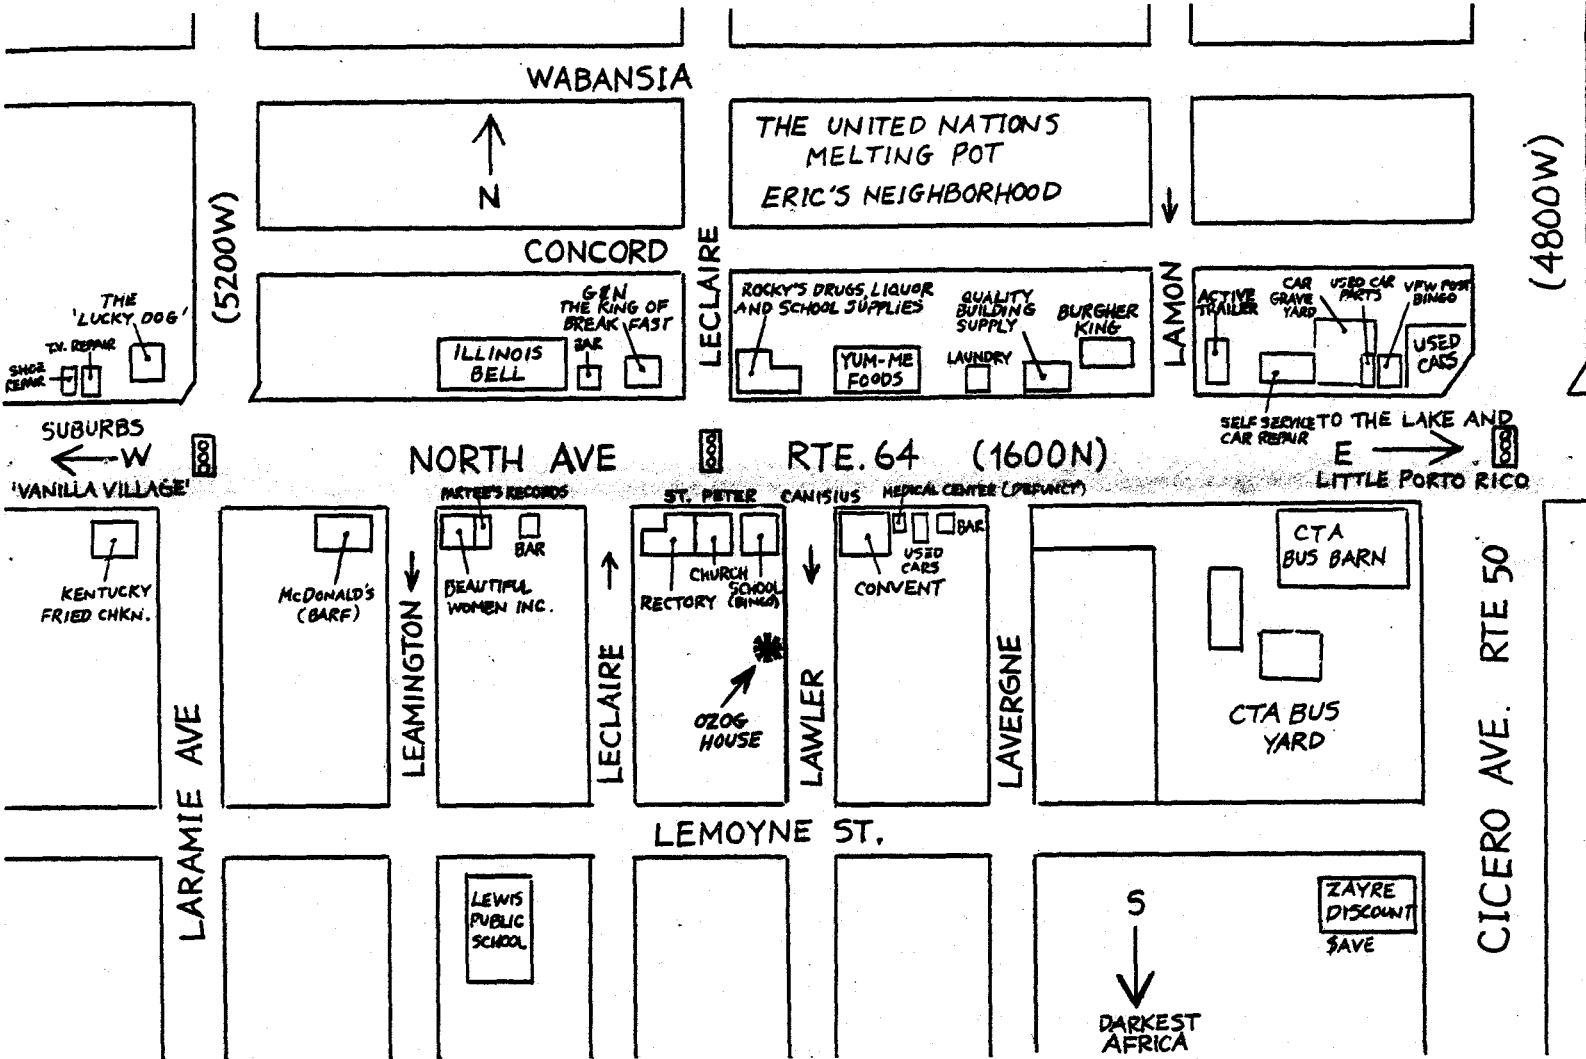 WABANSIA
THE UNITED NATIONS
MELTING POT
ERIC'S NEIGHBORHOOD
N
(5200W)
(4800W)
CONCORD
LECLAIRE
LAMON
THE
'LUCKY DOG'
T.V. REPAIR
SHOE
REPAIR
G&N
THE KING OF
BREAKFAST
BAR
ILLINOIS
BELL
ROCKY'S DRUGS, LIQUOR
AND SCHOOL SUPPLIES
YUM-ME
FOODS
LAUNDRY
QUALITY
BUILDING
SUPPLY
BURGHER
KING
ACTIVE
TRAILER
CAR
GRAVE
YARD
USED CAR
PARTS
VFW POST
BINGO
USED
CARS
SELF SERVICE
CAR REPAIR
SUBURBS
W
'VANILLA VILLAGE'
NORTH AVE
RTE. 64
(1600N)
TO THE LAKE AND
E
LITTLE PORTO RICO
KENTUCKY
FRIED CHKN.
McDONALD'S
(BARF)
PARTEE'S RECORDS
BAR
BEAUTIFUL
WOMEN INC.
ST. PETER CANISIUS
RECTORY
CHURCH
SCHOOL
(BINGO)
OZOG
HOUSE
MEDICAL CENTER (DEFUNCT)
BAR
USED
CARS
CONVENT
CTA
BUS BARN
CTA BUS
YARD
LARAMIE AVE
LEAMINGTON
LECLAIRE
LAWLER
LAVERGNE
CICERO AVE. RTE 50
LEMOYNE ST.
LEWIS
PUBLIC
SCHOOL
S
DARKEST
AFRICA
ZAYRE
DISCOUNT
$AVE